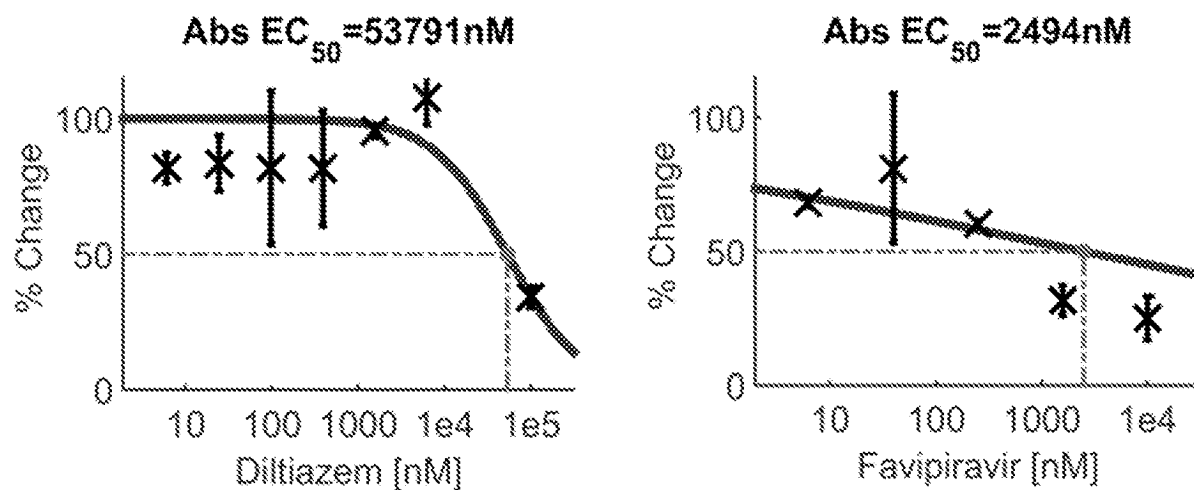 Abs EC50=53791nM
100
50
0
% Change
10 100 1000 1e4 1e5
Diltiazem [nM]
Abs EC50=2494nM
100
50
0
% Change
10 100 1000 1e4
Favipiravir [nM]